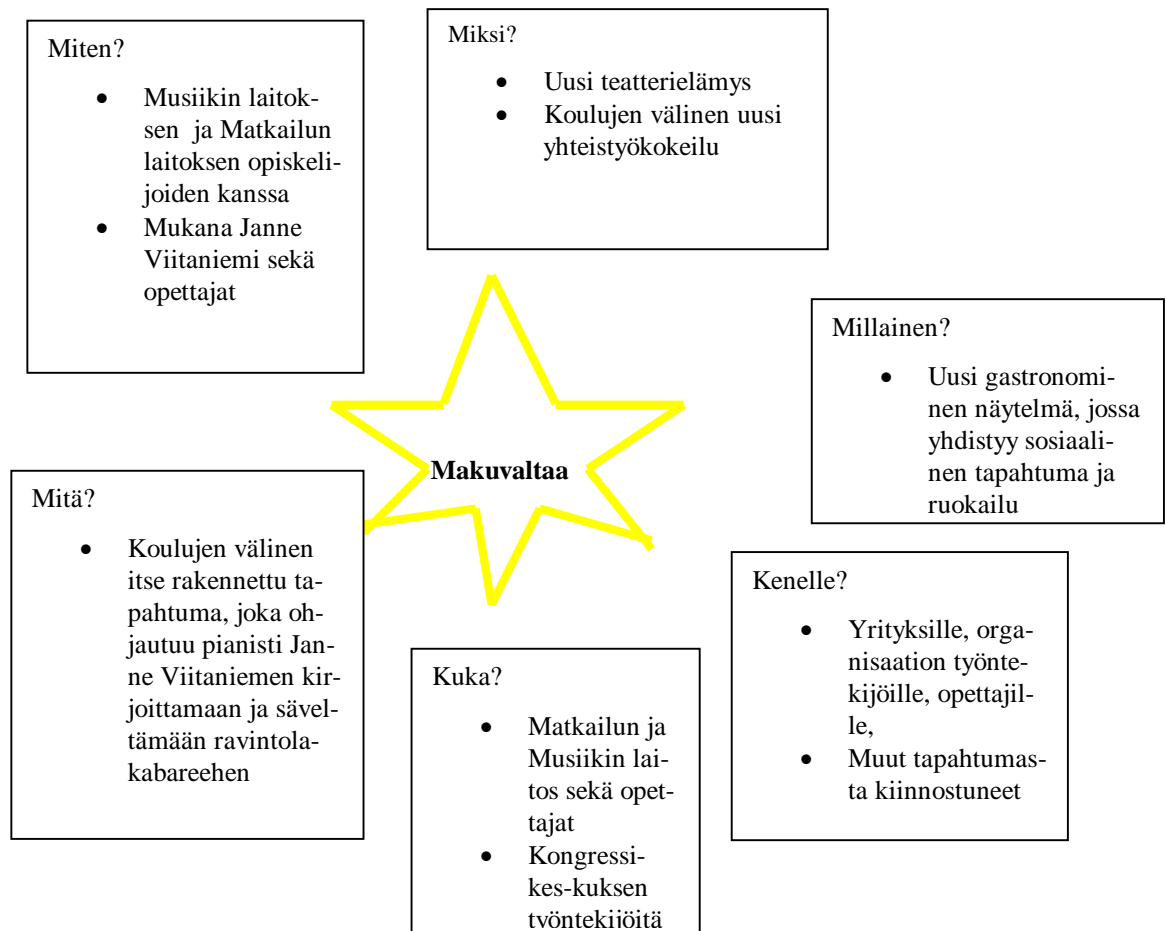 Miten?
• Musiikin laitok-
sen ja Matkailun
laitoksen opiskeli-
joiden kanssa
• Mukana Janne
Viitaniemi sekä
opettajat
Miksi?
• Uusi teatterielämys
• Koulujen välinen uusi
yhteistyökokeilu
Millainen?
• Uusi gastronomi-
nen näytelmä, jossa
yhdistyy sosiaali-
nen tapahtuma ja
ruokailu
Makuvaltaa
Mitä?
• Koulujen välinen
itse rakennettu ta-
pahtuma, joka oh-
jautuu pianisti Jan-
ne Viitaniemen kir-
joittamaan ja sävel-
tämään ravintola-
kabareehen
Kuka?
• Matkailun ja
Musiikin lai-
tos sekä opet-
tajat
• Kongressi-
kes-kuksen
työntekijöitä
Kenelle?
• Yrityksille, orga-
nisaation työnte-
kijöille, opettajil-
le,
• Muut tapahtumas-
ta kiinnostuneet